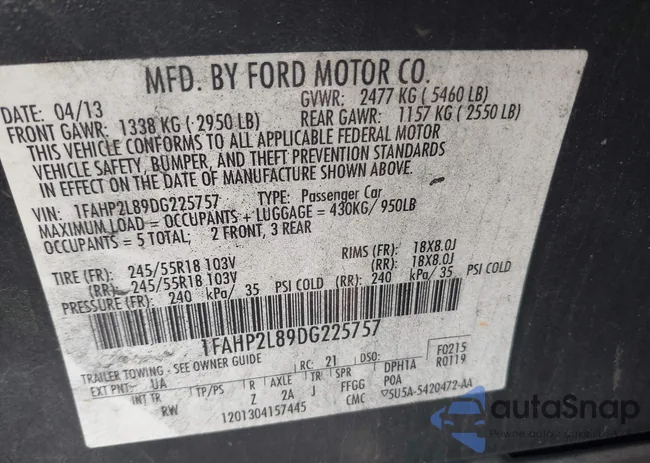 MFD. BY FORD MOTOR CO.
DATE: 04/13 GVWR: 2477 KG ( 5460 LB)
FRONT GAWR: 1338 KG ( 2950 LB) REAR GAWR: 1157 KG ( 2550 LB)
THIS VEHICLE CONFORMS TO ALL APPLICABLE FEDERAL MOTOR
VEHICLE SAFETY, BUMPER, AND THEFT PREVENTION STANDARDS
IN EFFECT ON THE DATE OF MANUFACTURE SHOWN ABOVE.
VIN: 1FAHP2L89DG225757 TYPE: Passenger Car
MAXIMUM LOAD = OCCUPANTS + LUGGAGE = 430KG/ 950LB
OCCUPANTS = 5 TOTAL; 2 FRONT, 3 REAR
TIRE (FR): 245/55R18 103V RIMS (FR): 18X8.0J
(RR): 245/55R18 103V (RR): 18X8.0J
PRESSURE (FR): 240 kPa/ 35 PSI COLD (RR): 240 kPa/ 35 PSI COLD
1FAHP2L89DG225757
TRAILER TOWING - SEE OWNER GUIDE RC: 21 DSO: F0215
EXT PNT: UA R0119
INT TR TP/PS R AXLE TR SPR DPH1A
RW Z 2A J FFGG POA
1201304157445 CMC 5U5A-5420472-AA
autoSnap